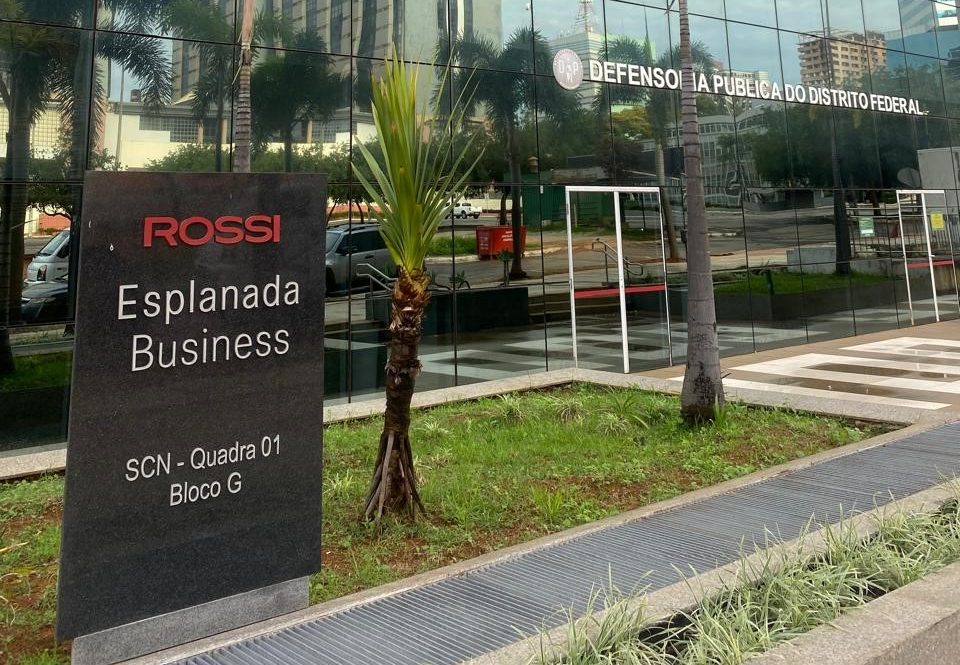 ROSSI
Esplanada
Business
SCN - Quadra 01
Bloco G
DEFENSORIA PÚBLICA DO DISTRITO FEDERAL